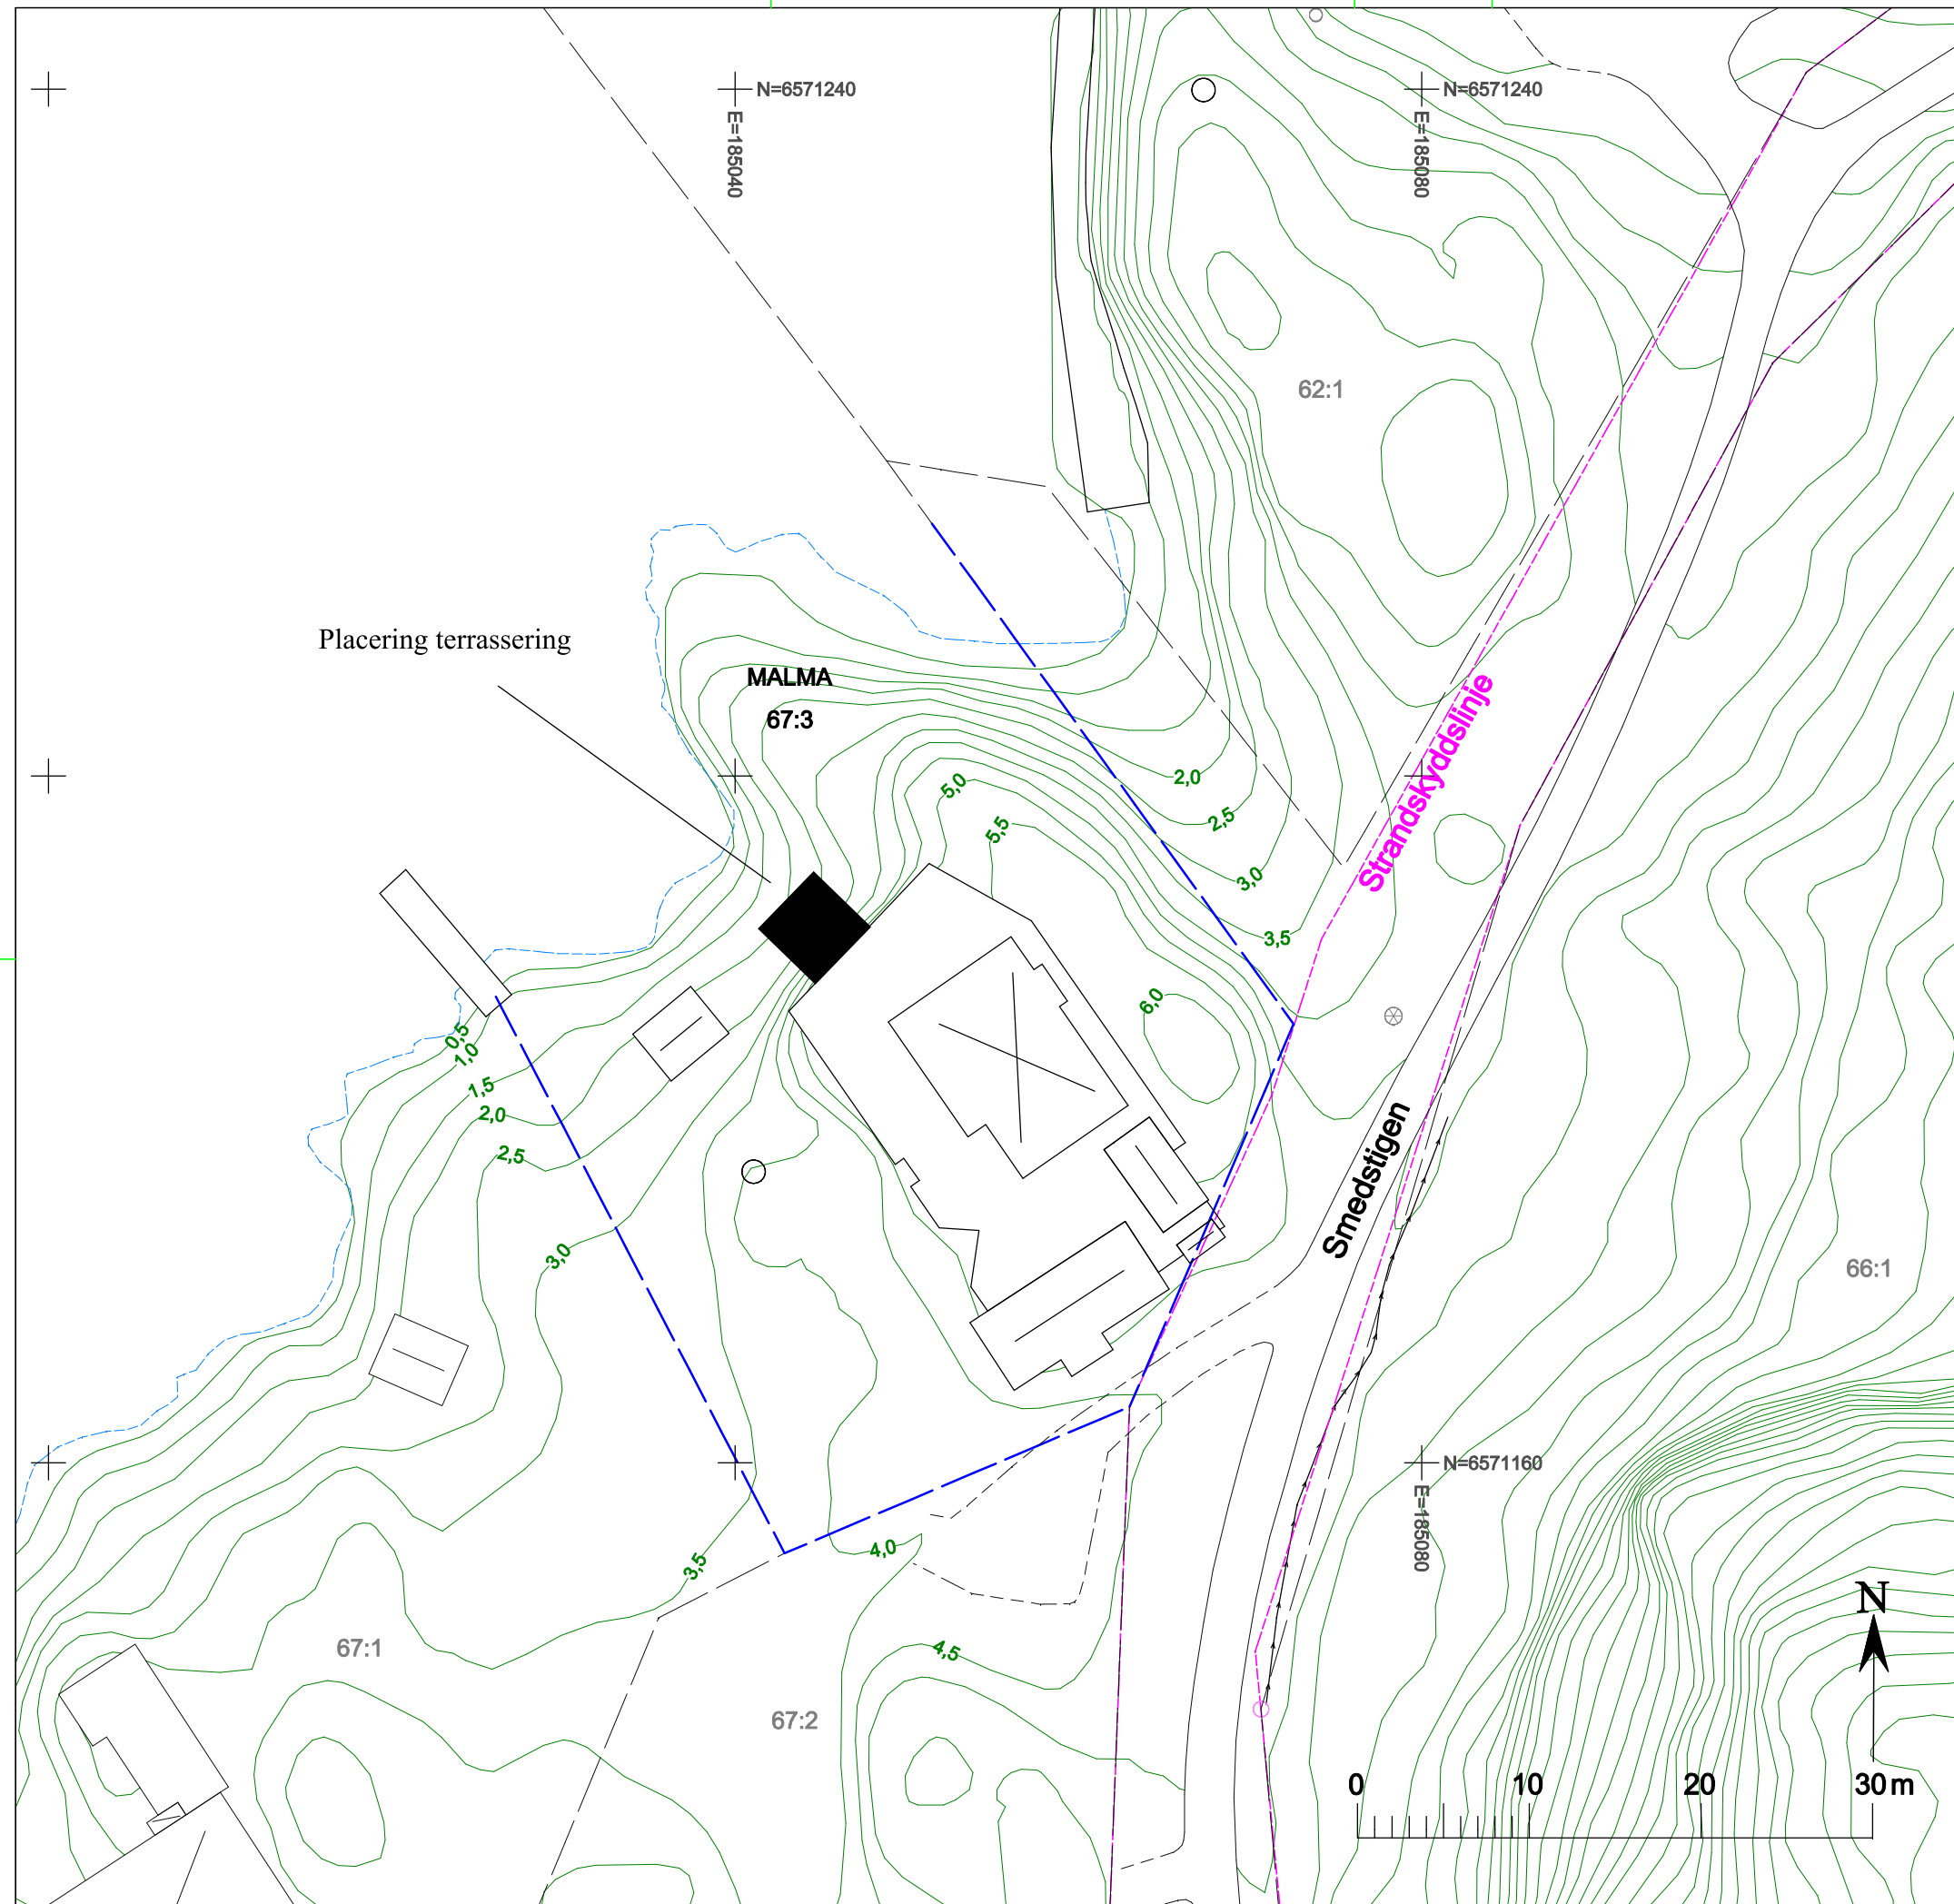 N=6571240
E=185040
N=6571240
E=185080
62:1
Placering terrassering
MALMA
67:3
Strandskyddslinje
2,0
5,0
2,5
5,5
3,0
3,5
6,0
0,5
1,0
1,5
2,0
2,5
Smedstigen
3,0
66:1
N=6571160
E=185080
4,0
3,5
N
67:1
4,5
67:2
0 10 20 30 m